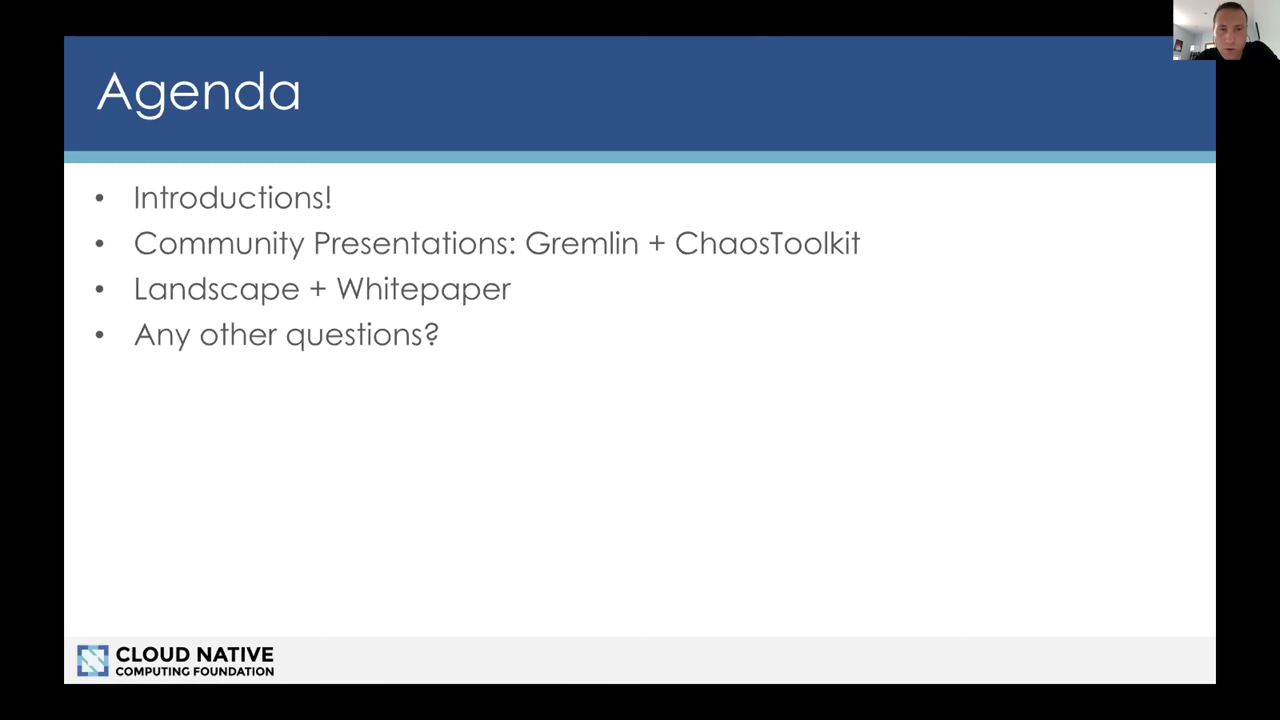 Agenda
• Introductions!
• Community Presentations: Gremlin + ChaosToolkit
• Landscape + Whitepaper
• Any other questions?
CLOUD NATIVE
COMPUTING FOUNDATION